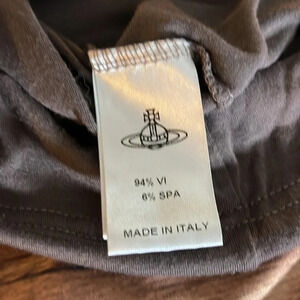 94% VI
6% SPA
MADE IN ITALY